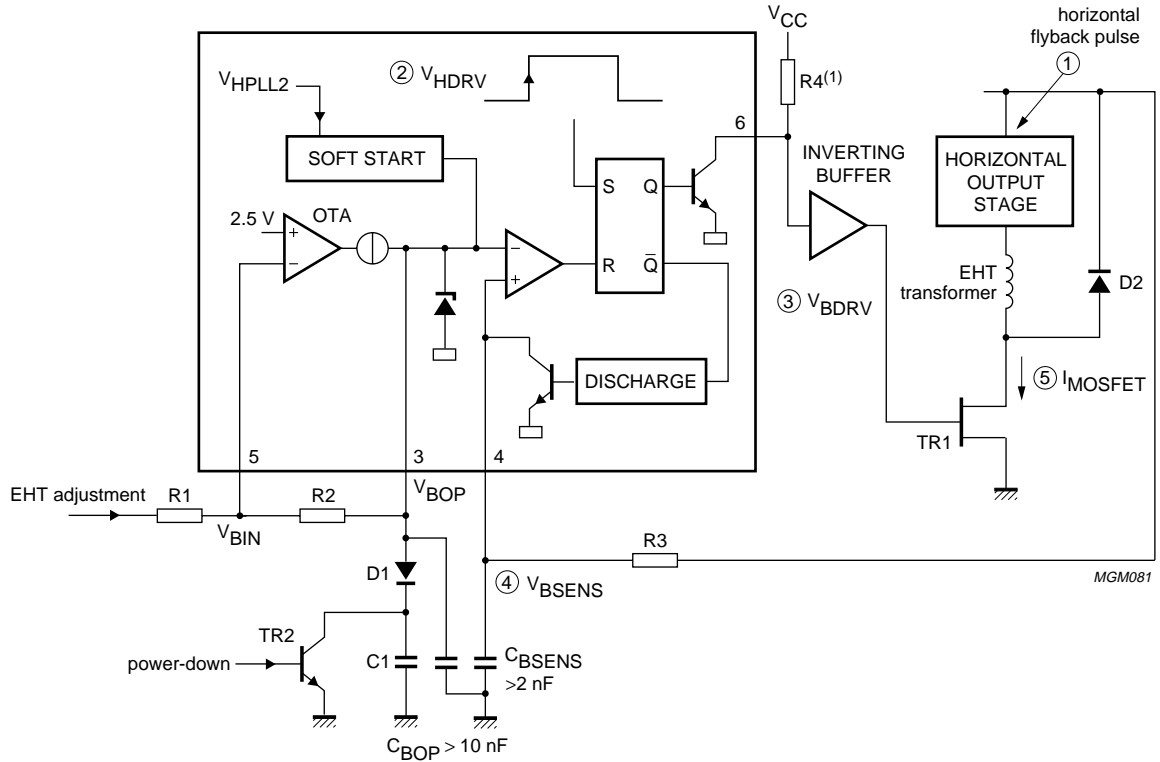 VCC
horizontal
flyback pulse
1
2 VHDRV
R4(1)
VHPLL2
6
SOFT START
INVERTING
BUFFER
HORIZONTAL
OUTPUT
STAGE
S Q
2.5 V
OTA
+
−
−
+
R Q̅
EHT
transformer
D2
3 VBDRV
DISCHARGE
5 IMOSFET
TR1
5
3
4
EHT adjustment
R1
R2
VBOP
VBIN
R3
MGM081
D1
4 VBSENS
TR2
power-down
C1
CBSENS
>2 nF
CBOP > 10 nF